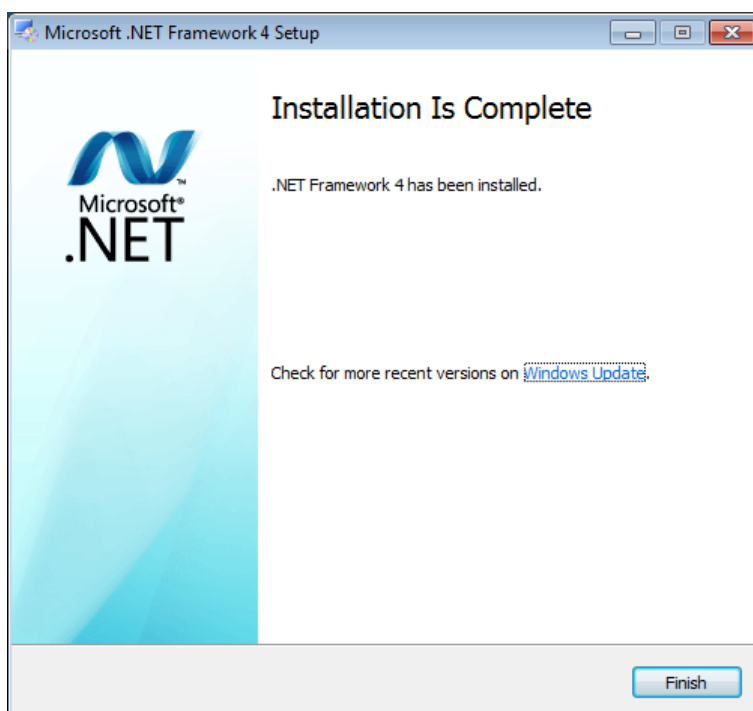 Microsoft .NET Framework 4 Setup
Installation Is Complete
.NET Framework 4 has been installed.
Microsoft®
.NET
™
Check for more recent versions on Windows Update.
Finish